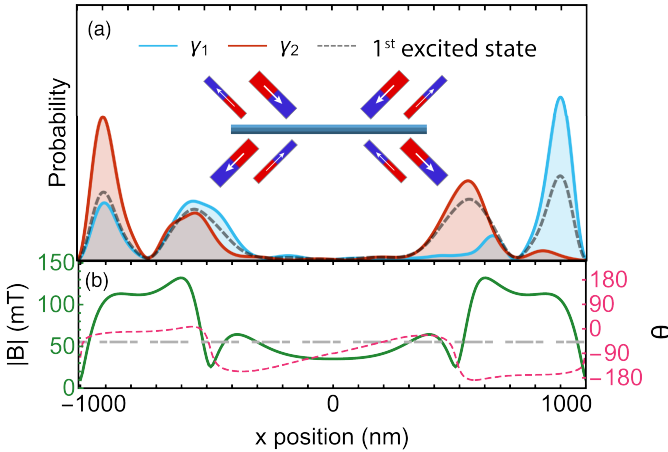 (a)
γ1 γ2 1st excited state
Probability
(b)
|B| (mT)
150
100
50
0
180
90
0
−90
−180
θ
−1000 0 1000
x position (nm)